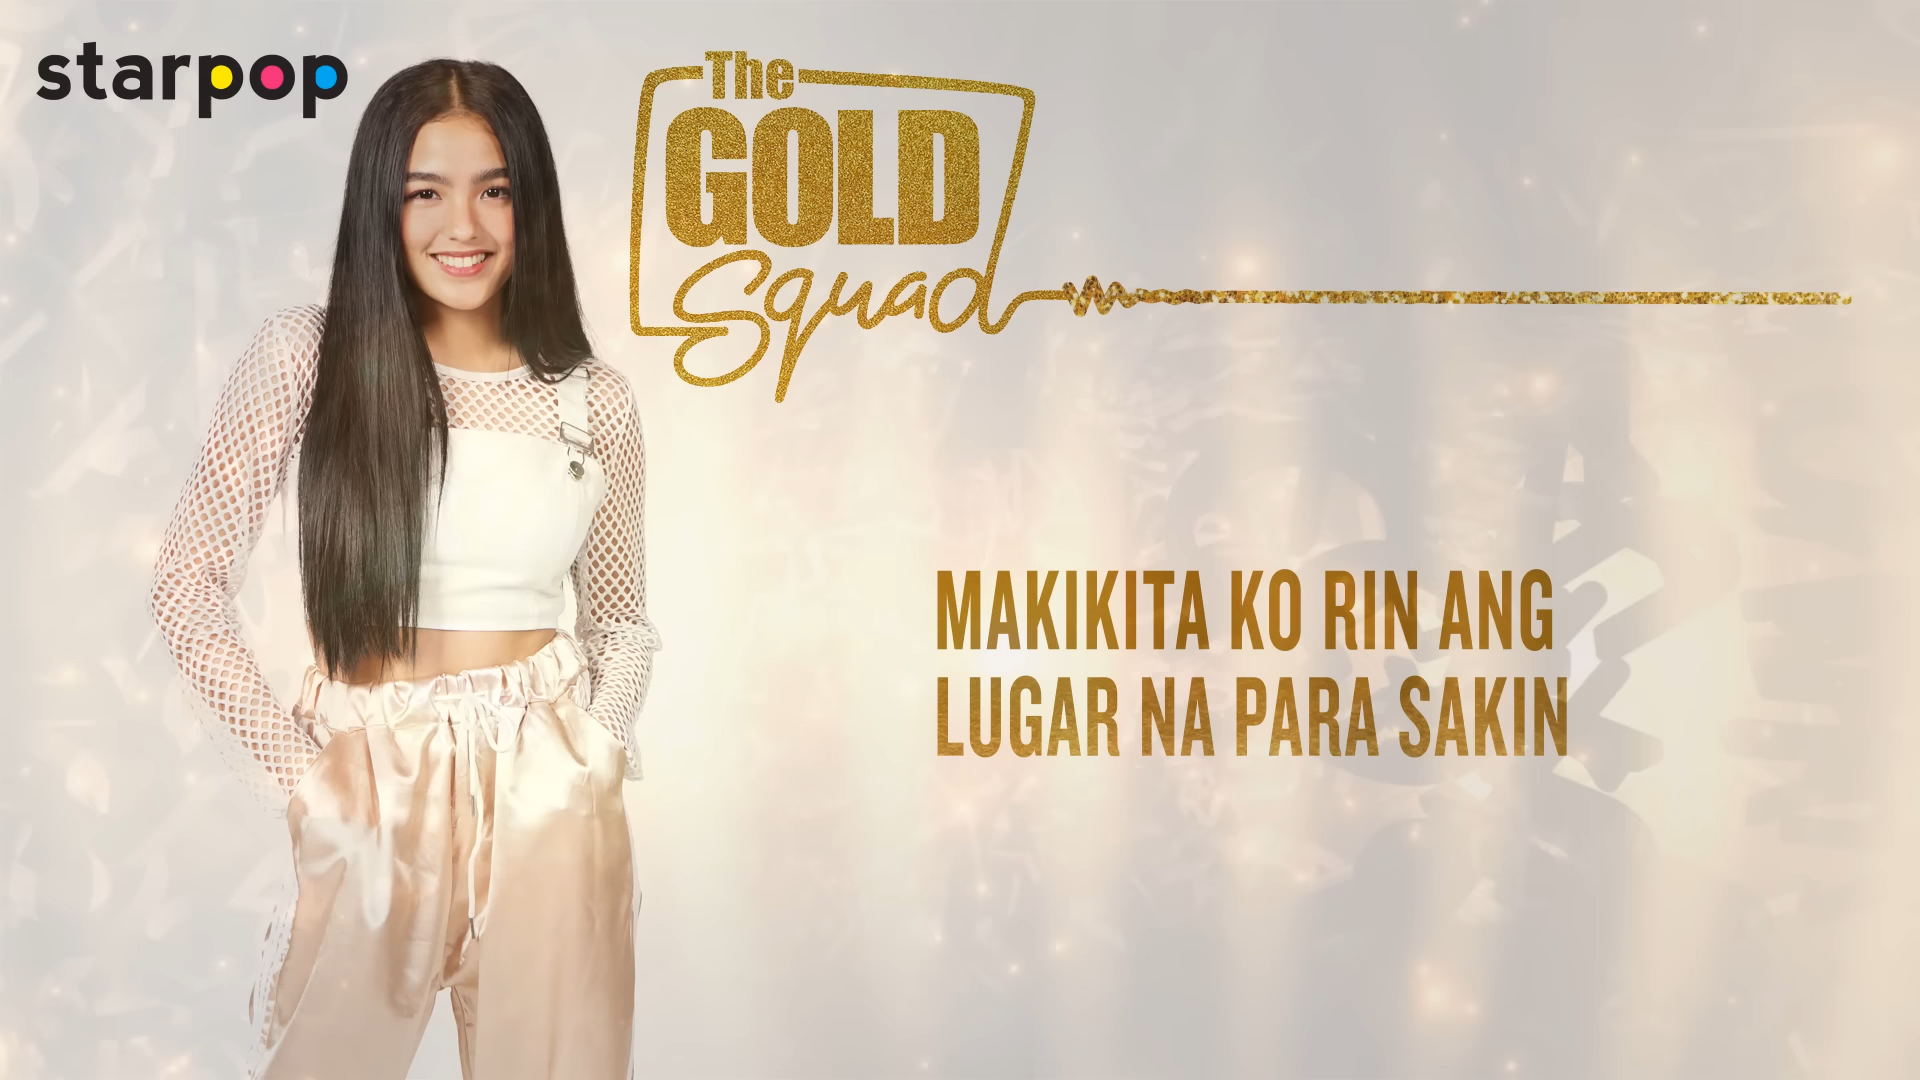 starpop
The
GOLD
Squad
MAKIKITA KO RIN ANG
LUGAR NA PARA SAKIN